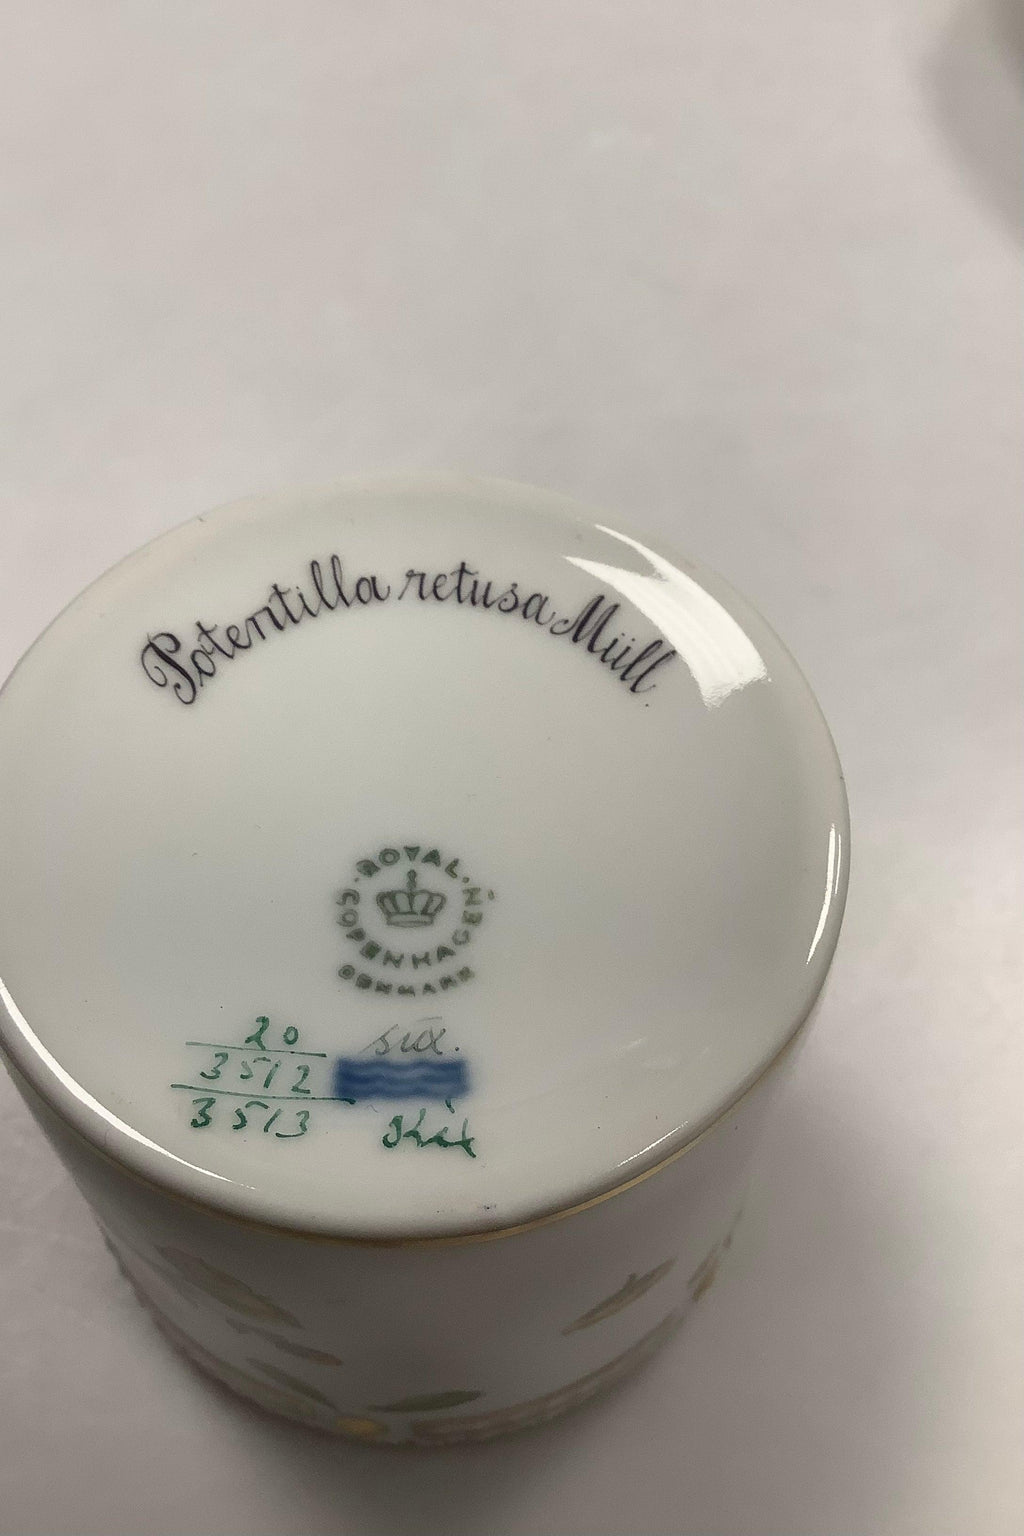 Potentilla retusa Müll.
ROYAL
COPENHAGEN
DENMARK
20
3512
3513